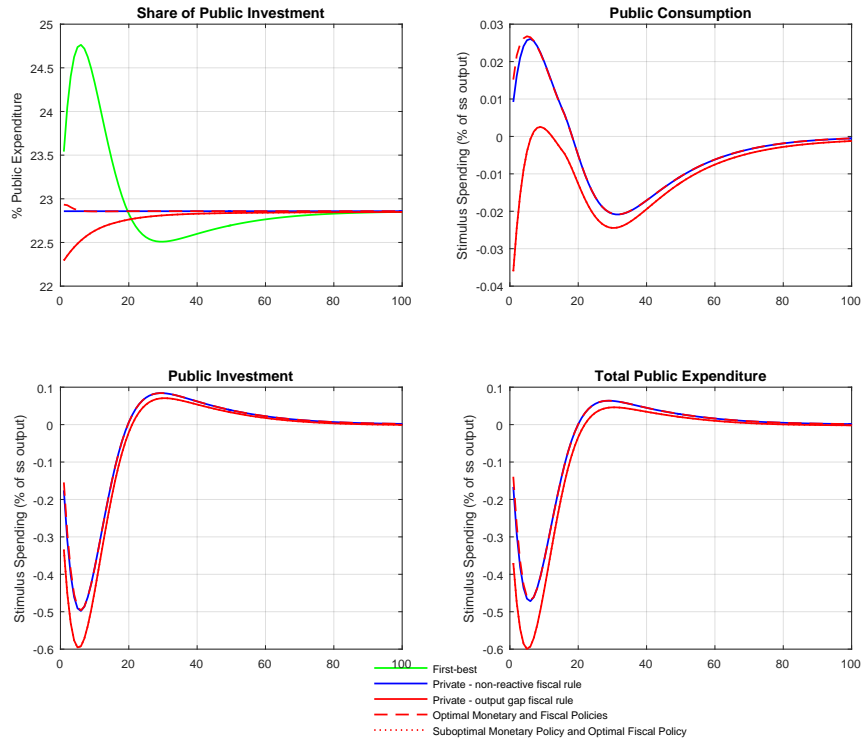 Share of Public Investment
% Public Expenditure
25
24.5
24
23.5
23
22.5
22
0 20 40 60 80 100
Public Consumption
Stimulus Spending (% of ss output)
0.03
0.02
0.01
0
-0.01
-0.02
-0.03
-0.04
0 20 40 60 80 100
Public Investment
Stimulus Spending (% of ss output)
0.1
0
-0.1
-0.2
-0.3
-0.4
-0.5
-0.6
0 20 40 60 80 100
Total Public Expenditure
Stimulus Spending (% of ss output)
0.1
0
-0.1
-0.2
-0.3
-0.4
-0.5
-0.6
0 20 40 60 80 100
First-best
Private - non-reactive fiscal rule
Private - output gap fiscal rule
Optimal Monetary and Fiscal Policies
Suboptimal Monetary Policy and Optimal Fiscal Policy